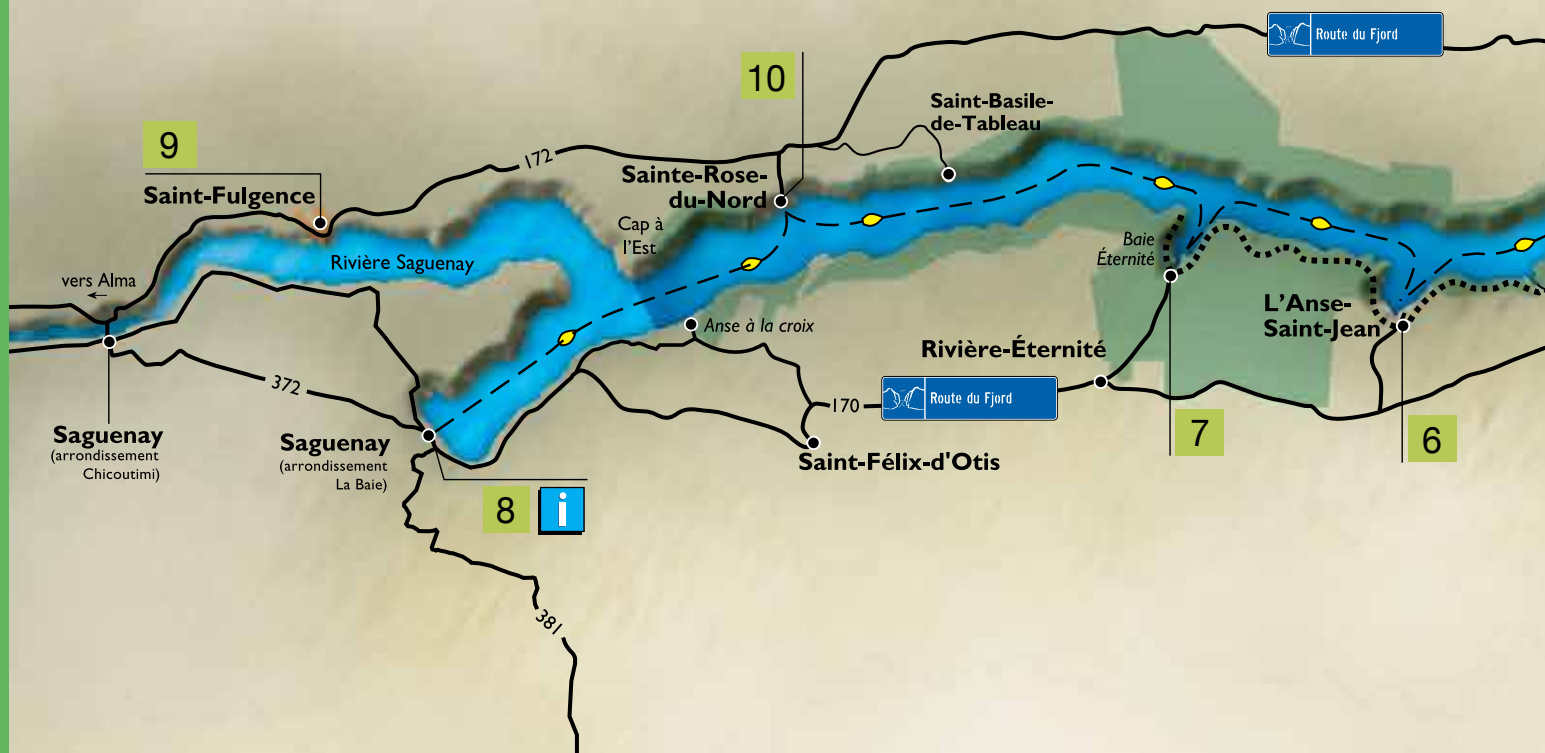 Route du Fjord
10
Saint-Basile-
de-Tableau
9
172
Sainte-Rose-
du-Nord
Saint-Fulgence
Cap à
l'Est
Baie
Éternité
Rivière Saguenay
vers Alma
L'Anse-
Saint-Jean
Anse à la croix
Rivière-Éternité
372
170
Route du Fjord
Saguenay
(arrondissement
Chicoutimi)
Saguenay
(arrondissement
La Baie)
7
6
Saint-Félix-d'Otis
8
i
381